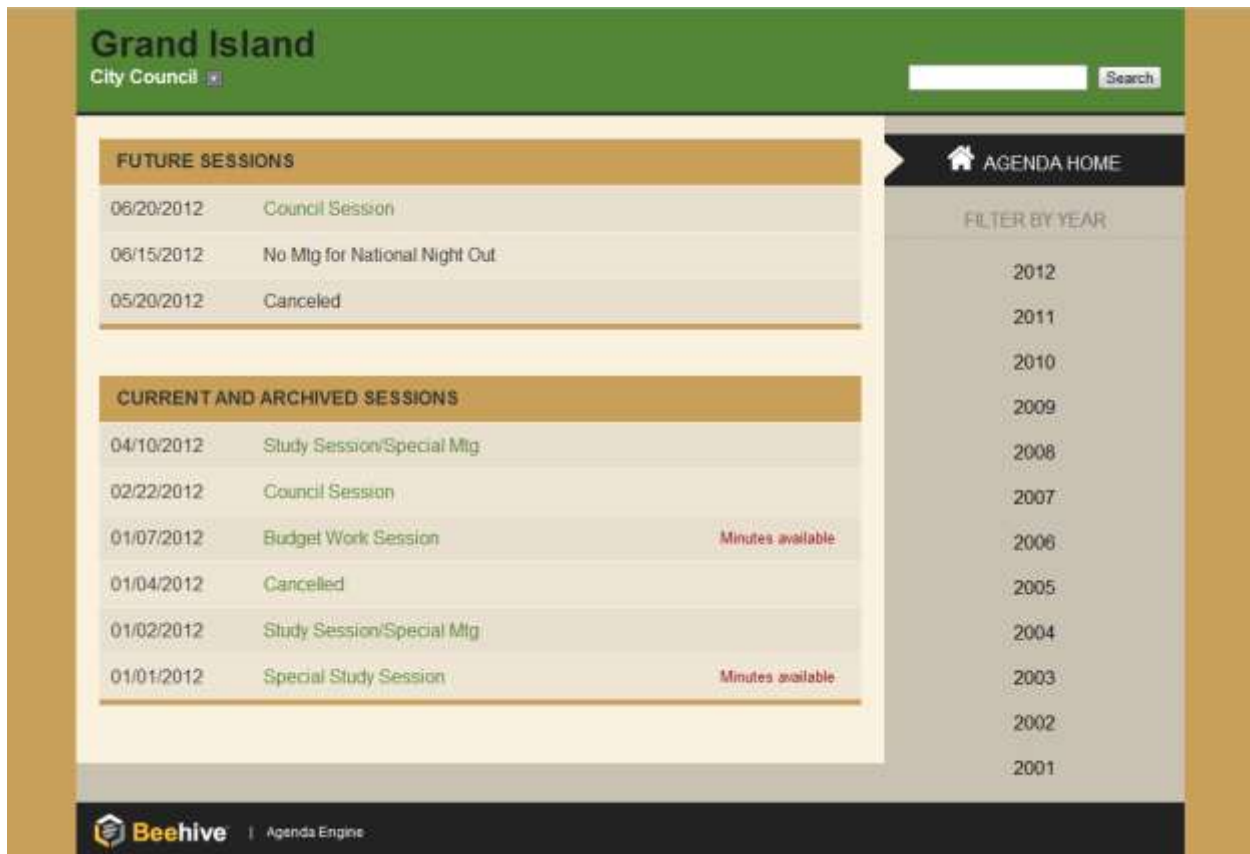 Grand Island
City Council
Search
FUTURE SESSIONS
06/20/2012 Council Session
06/15/2012 No Mtg for National Night Out
05/20/2012 Canceled
CURRENT AND ARCHIVED SESSIONS
04/10/2012 Study Session/Special Mtg
02/22/2012 Council Session
01/07/2012 Budget Work Session Minutes available
01/04/2012 Cancelled
01/02/2012 Study Session/Special Mtg
01/01/2012 Special Study Session Minutes available
AGENDA HOME
FILTER BY YEAR
2012
2011
2010
2009
2008
2007
2006
2005
2004
2003
2002
2001
Beehive | Agenda Engine